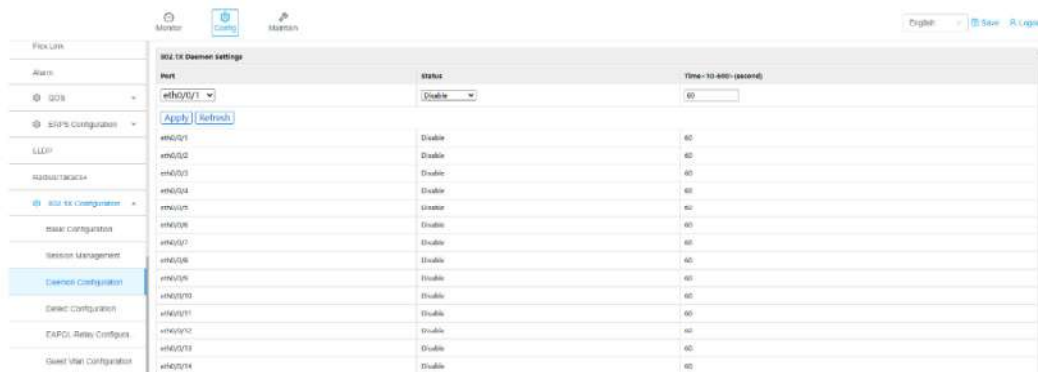 Monitor Config Maintain
English Save Logou
Flex Link
Alarm
QOS
ERPS Configuration
LLDP
802.1X Configuration
Basic Configuration
Session Management
Daemon Configuration
Detect Configuration
EAPOL-Relay Configura
Guest Vlan Configuration
802.1X Daemon Settings
Port Status Time<10-600>(second)
eth0/0/1 Disable 60
Apply Refresh
eth0/0/1 Disable 60
eth0/0/2 Disable 60
eth0/0/3 Disable 60
eth0/0/4 Disable 60
eth0/0/5 Disable 60
eth0/0/6 Disable 60
eth0/0/7 Disable 60
eth0/0/8 Disable 60
eth0/0/9 Disable 60
eth0/0/10 Disable 60
eth0/0/11 Disable 60
eth0/0/12 Disable 60
eth0/0/13 Disable 60
eth0/0/14 Disable 60